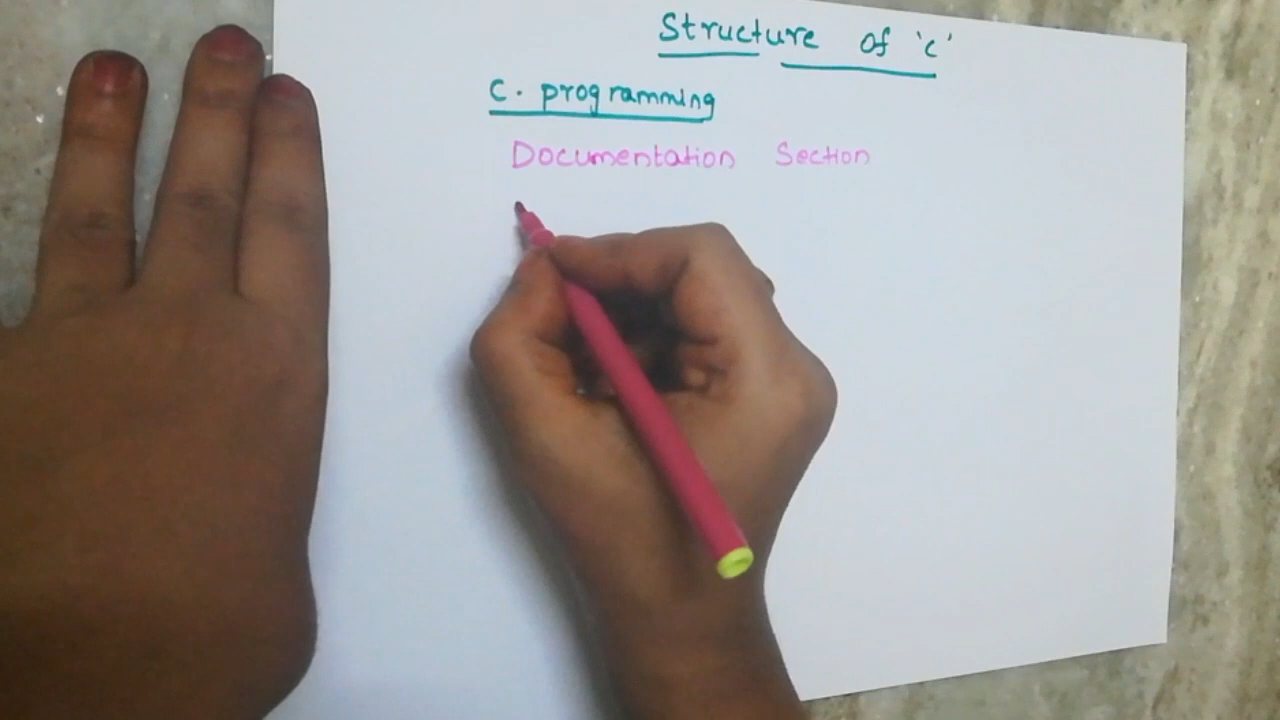 Structure of 'c'
C. programming
Documentation Section